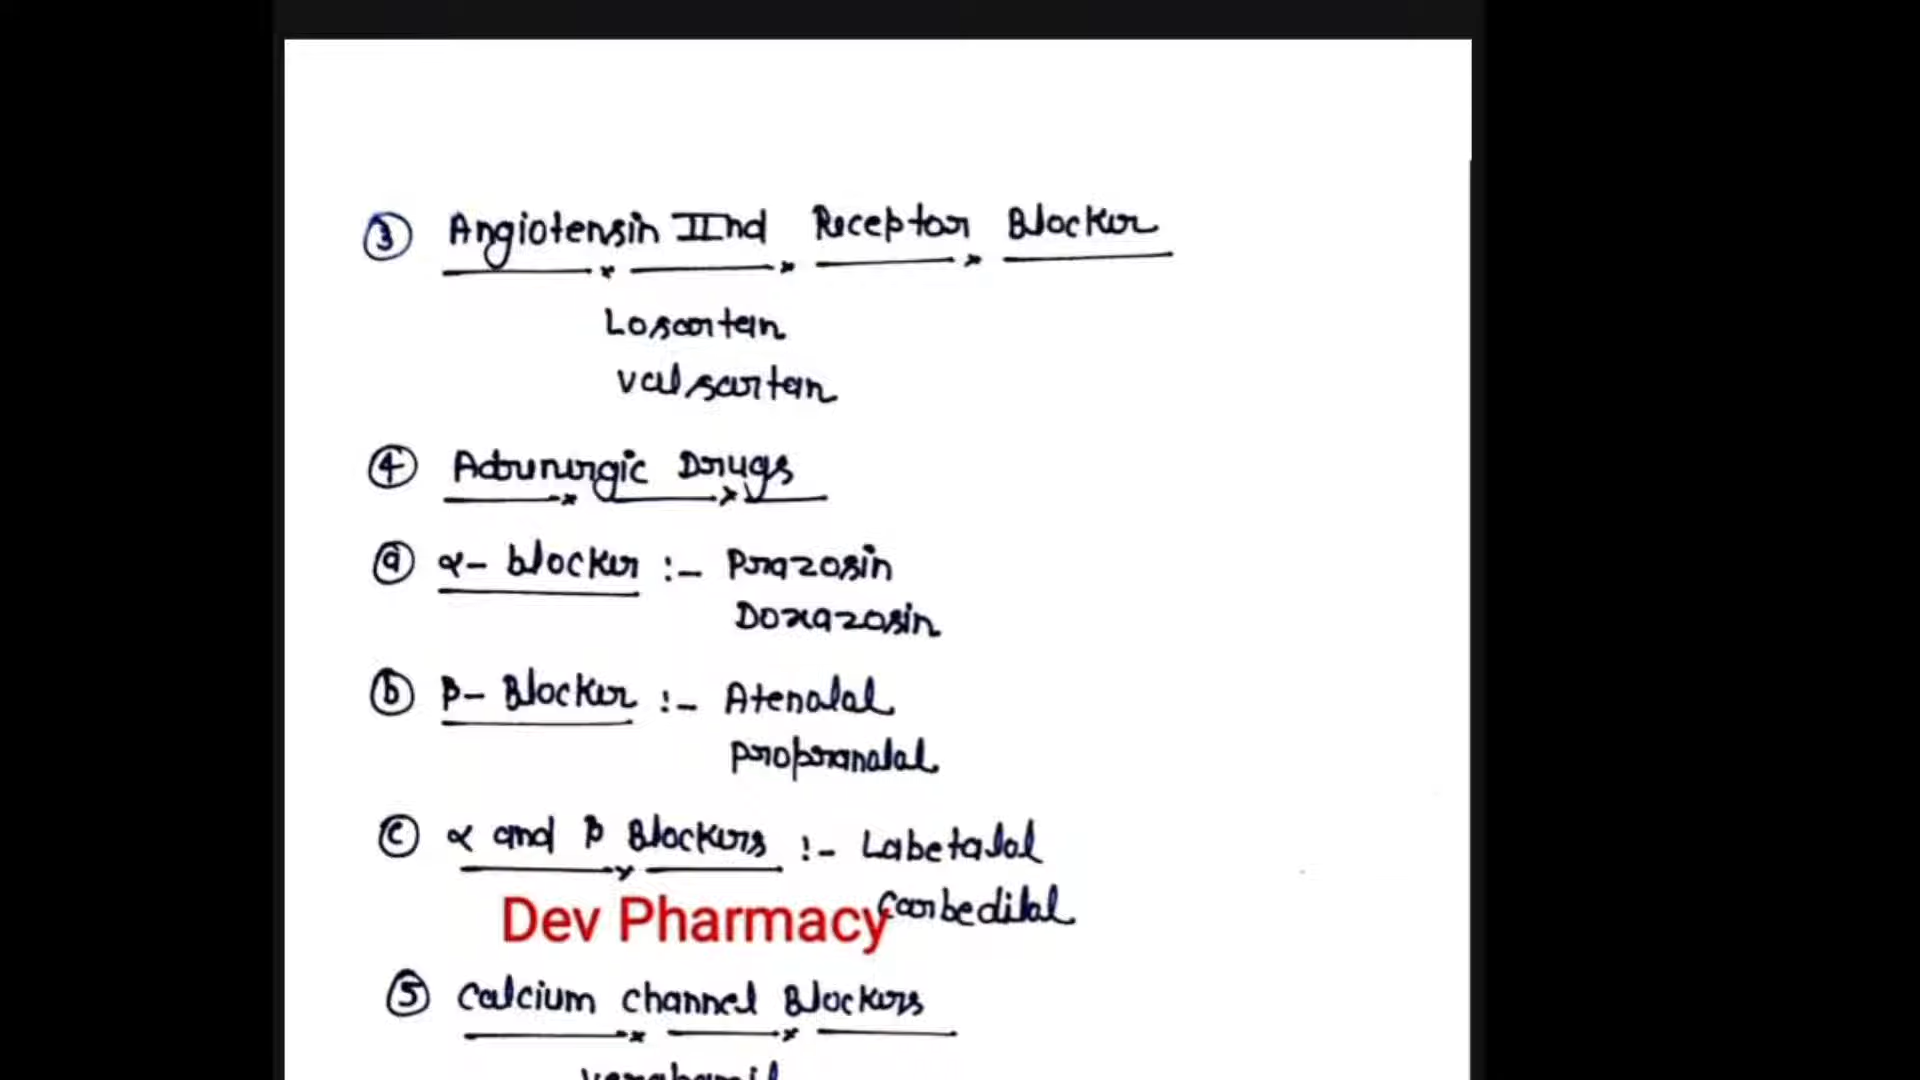 ③ Angiotensin IInd Receptor Blocker
Losartan
valsartan
④ Adrenergic Drugs
ⓐ α- blocker :- Prazosin
Doxazosin
ⓑ β- Blocker :- Atenolol
propranolol
ⓒ α and β Blockers :- Labetalol
Carbedilol
Dev Pharmacy
⑤ Calcium channel Blockers